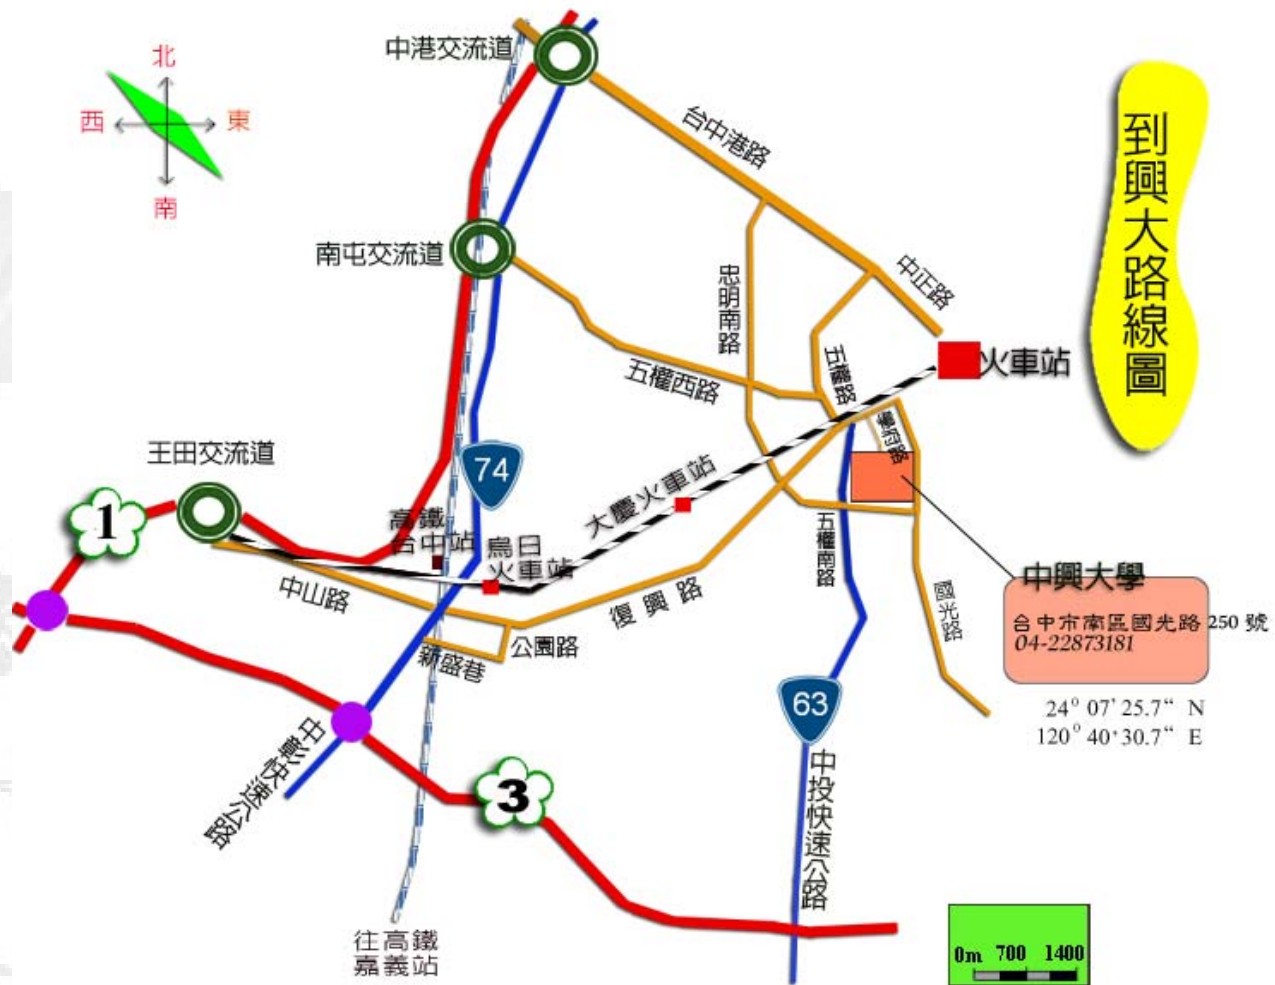 中港交流道
北
西
東
南
台中港路
到興大路線圖
南屯交流道
忠明南路
中正路
五權西路
五權路
火車站
學府路
王田交流道
74
大慶火車站
1
高鐵
台中站
烏日
火車站
五權南路
中山路
復興路
國光路
中興大學
台中市南區國光路 250 號
04-22873181
公園路
新盛巷
24° 07' 25.7“ N
120° 40' 30.7“ E
63
中彰快速公路
中投快速公路
3
往高鐵
嘉義站
0m 700 1400